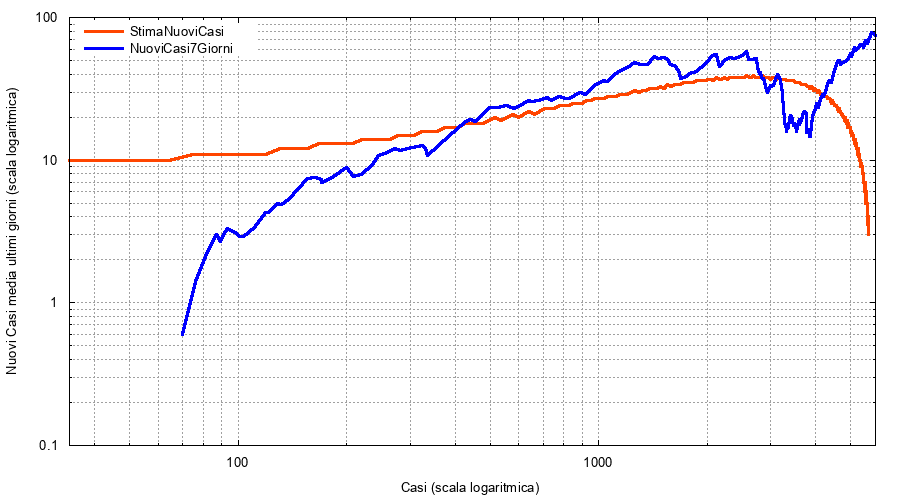 100
StimaNuoviCasi
NuoviCasi7Giorni
10
1
0.1
Nuovi Casi media ultimi giorni (scala logaritmica)
100
1000
Casi (scala logaritmica)